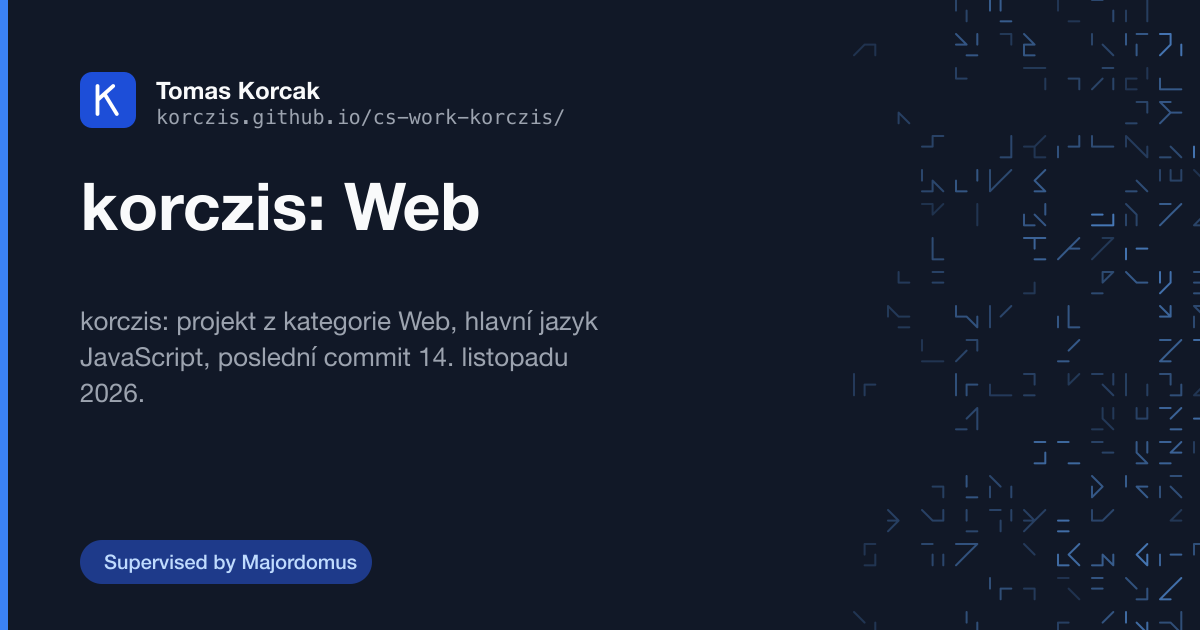 K
Tomas Korcak
korczis.github.io/cs-work-korczis/
korczis: Web
korczis: projekt z kategorie Web, hlavní jazyk
JavaScript, poslední commit 14. listopadu
2026.
Supervised by Majordomus